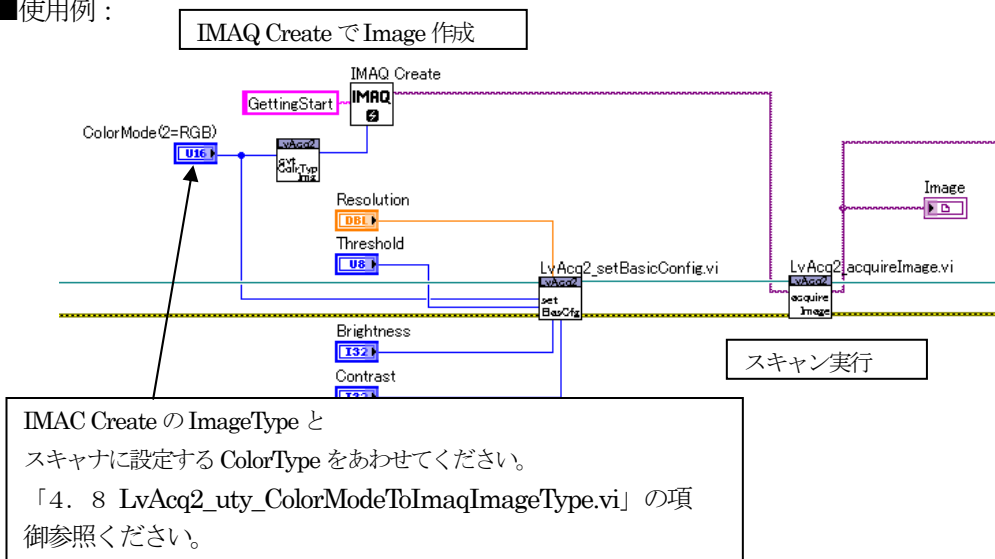 ■使用例：
IMAQ Create で Image 作成
IMAQ Create
GettingStart
IMAQ
ColorMode(2=RGB)
U16
LvAcq2
Resolution
DBL
Threshold
U8
Image
LvAcq2_setBasicConfig.vi
LvAcq2_acquireImage.vi
LvAcq2
LvAcq2
set
BasCfg
acquire
Image
Brightness
I32
スキャン実行
Contrast
I32
IMAC Create の ImageType と
スキャナに設定する ColorType をあわせてください。
「4．8 LvAcq2_uty_ColorModeToImaqImageType.vi」の項
御参照ください。